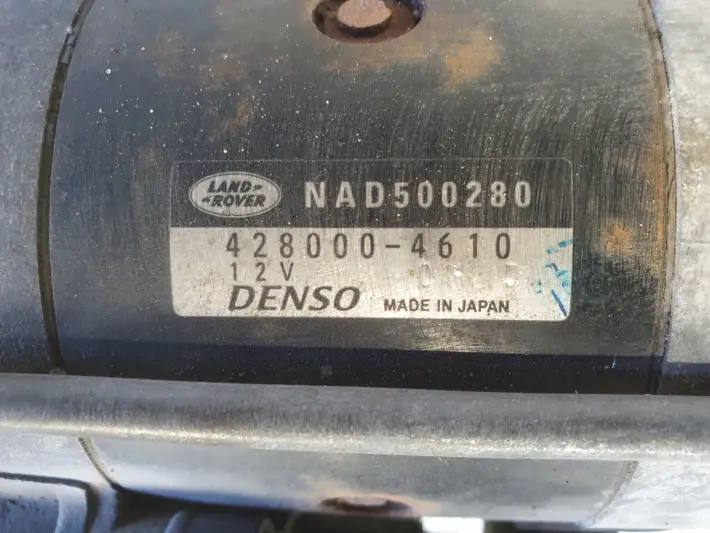 LAND-
-ROVER
NAD500280
428000-4610
12V
DENSO MADE IN JAPAN